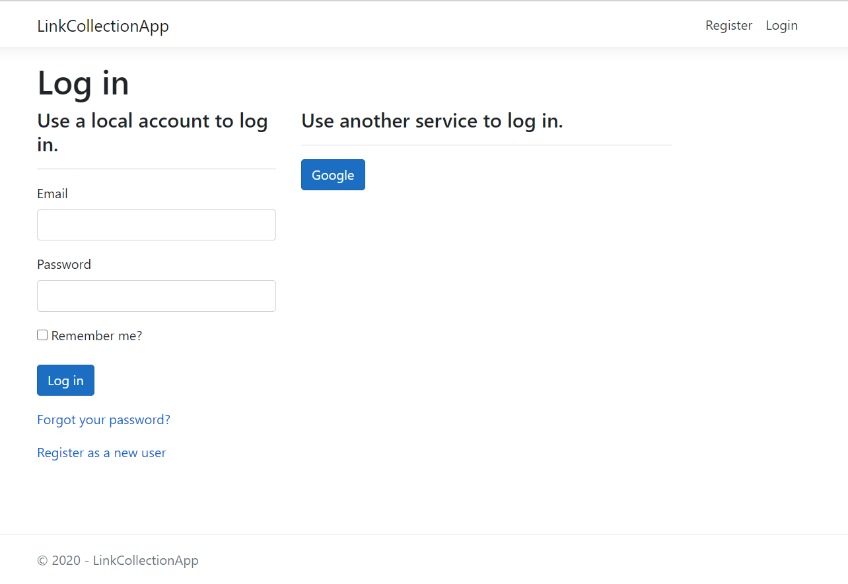 LinkCollectionApp
Register
Login
Log in
Use a local account to log
in.
Email
Password
Remember me?
Log in
Forgot your password?
Register as a new user
Use another service to log in.
Google
© 2020 - LinkCollectionApp